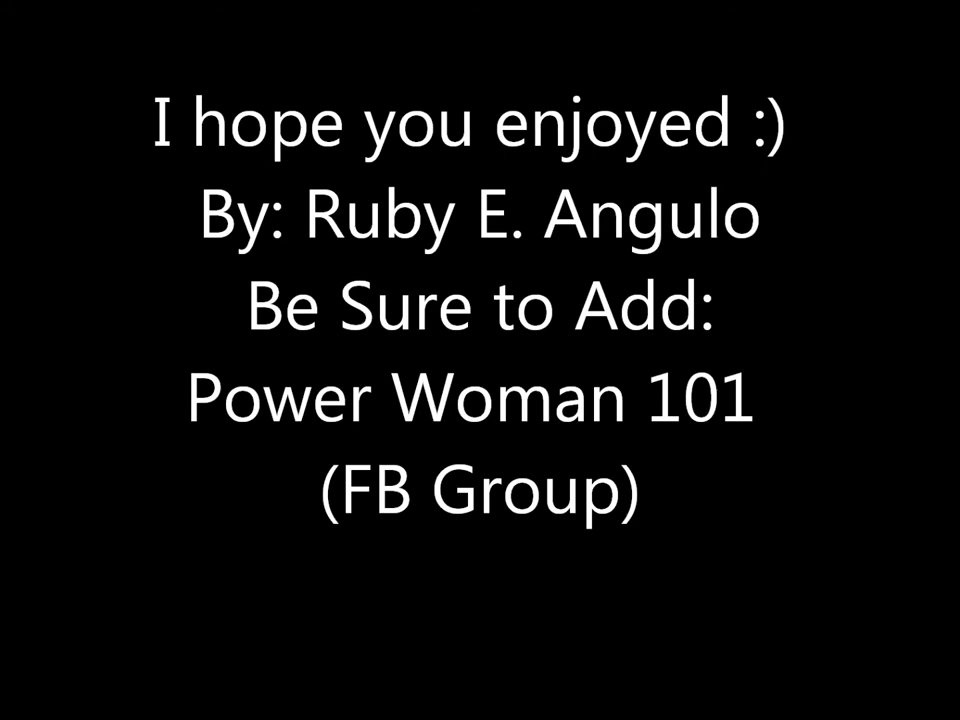 I hope you enjoyed :)
By: Ruby E. Angulo
Be Sure to Add:
Power Woman 101
(FB Group)